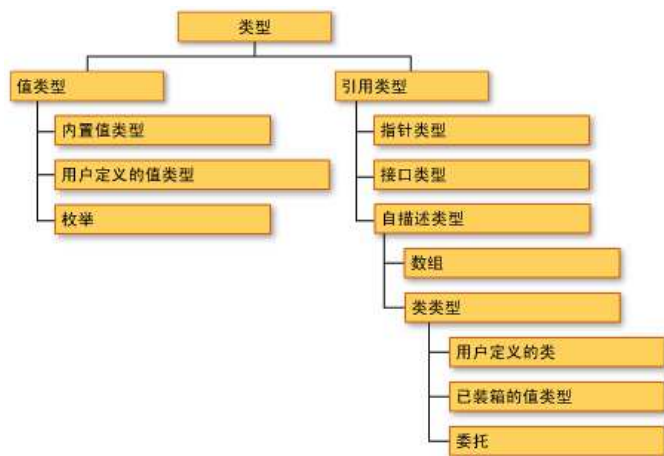 类型
值类型
内置值类型
用户定义的值类型
枚举
引用类型
指针类型
接口类型
自描述类型
数组
类类型
用户定义的类
已装箱的值类型
委托